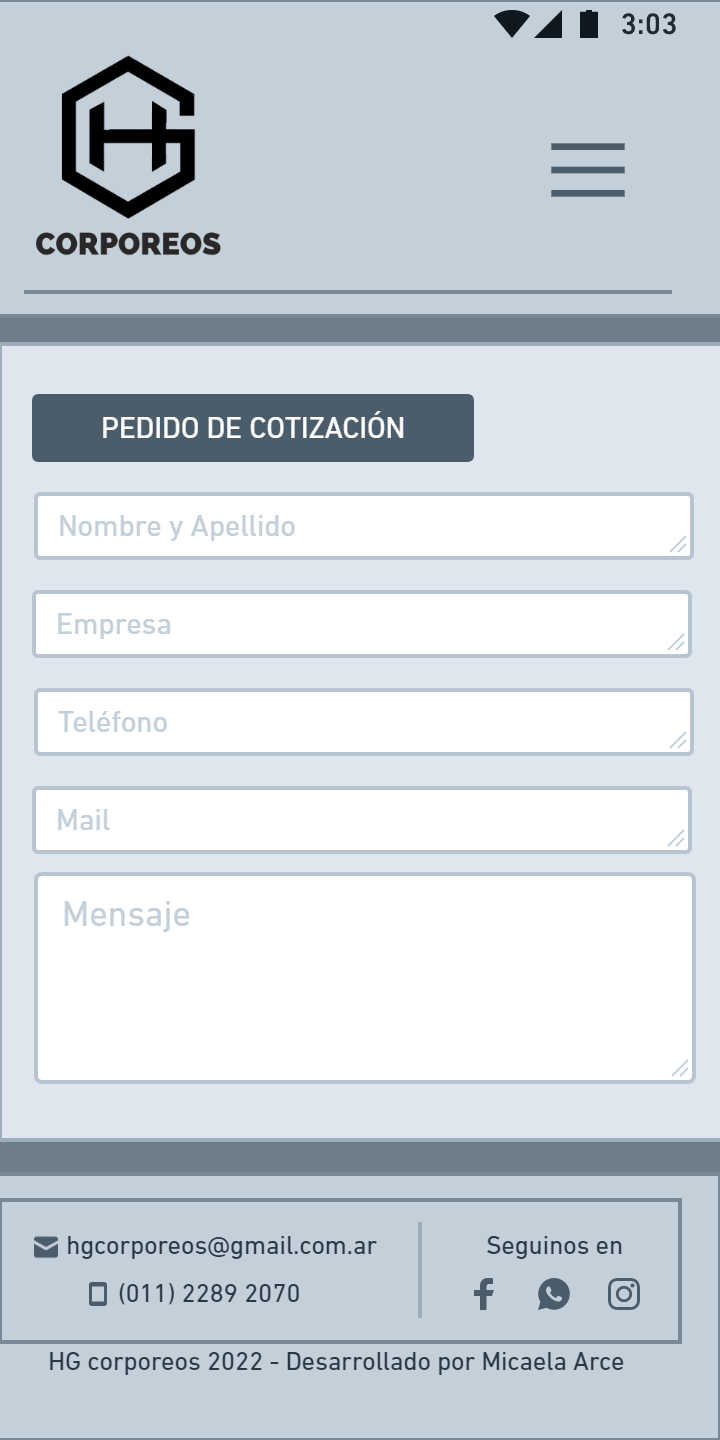 3:03
HG
CORPOREOS
PEDIDO DE COTIZACIÓN
Nombre y Apellido
Empresa
Teléfono
Mail
Mensaje
hgcorporeos@gmail.com.ar
(011) 2289 2070
Seguinos en
HG corporeos 2022 - Desarrollado por Micaela Arce